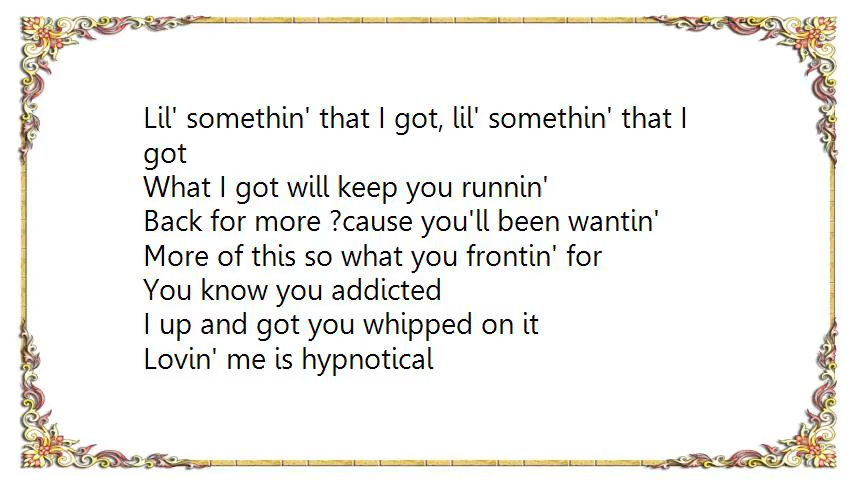 Lil' somethin' that I got, lil' somethin' that I
got
What I got will keep you runnin'
Back for more ?cause you'll been wantin'
More of this so what you frontin' for
You know you addicted
I up and got you whipped on it
Lovin' me is hypnotical